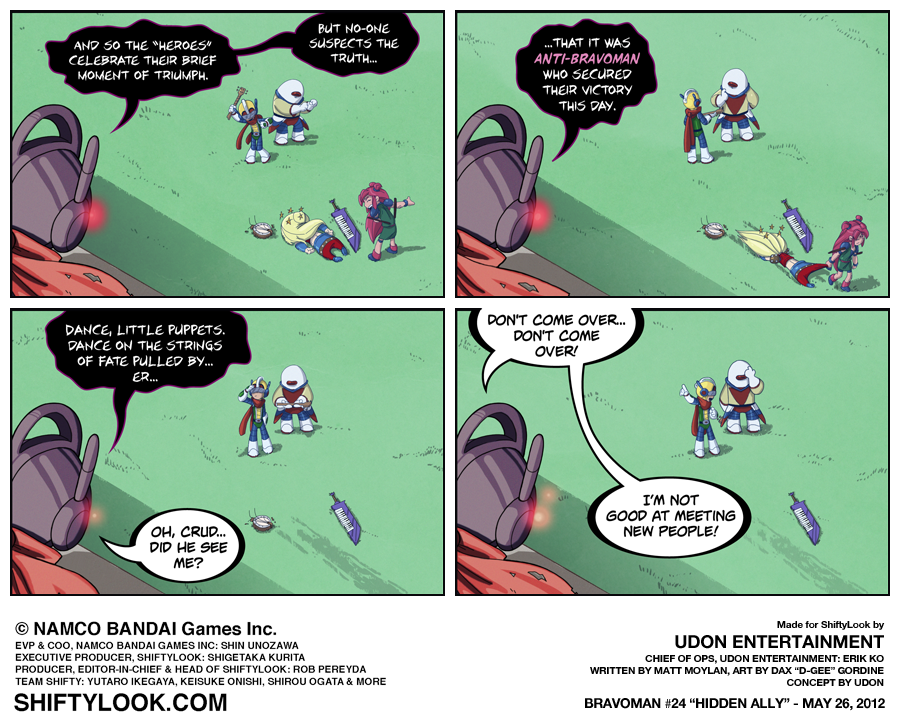 AND SO THE "HEROES"
CELEBRATE THEIR BRIEF
MOMENT OF TRIUMPH.
BUT NO-ONE
SUSPECTS THE
TRUTH...
...THAT IT WAS
ANTI-BRAVOMAN
WHO SECURED
THEIR VICTORY
THIS DAY.
DANCE, LITTLE PUPPETS.
DANCE ON THE STRINGS
OF FATE PULLED BY...
ER...
OH, CRUD...
DID HE SEE
ME?
DON'T COME OVER...
DON'T COME
OVER!
I'M NOT
GOOD AT MEETING
NEW PEOPLE!
© NAMCO BANDAI Games Inc.
EVP & COO, NAMCO BANDAI GAMES INC: SHIN UNOZAWA
EXECUTIVE PRODUCER, SHIFTYLOOK: SHIGETAKA KURITA
PRODUCER, EDITOR-IN-CHIEF & HEAD OF SHIFTYLOOK: ROB PEREYDA
TEAM SHIFTY: YUTARO IKEGAYA, KEISUKE ONISHI, SHIROU OGATA & MORE
SHIFTYLOOK.COM
Made for ShiftyLook by
UDON ENTERTAINMENT
CHIEF OF OPS, UDON ENTERTAINMENT: ERIK KO
WRITTEN BY MATT MOYLAN, ART BY DAX "D-GEE" GORDINE
CONCEPT BY UDON
BRAVOMAN #24 "HIDDEN ALLY" - MAY 26, 2012